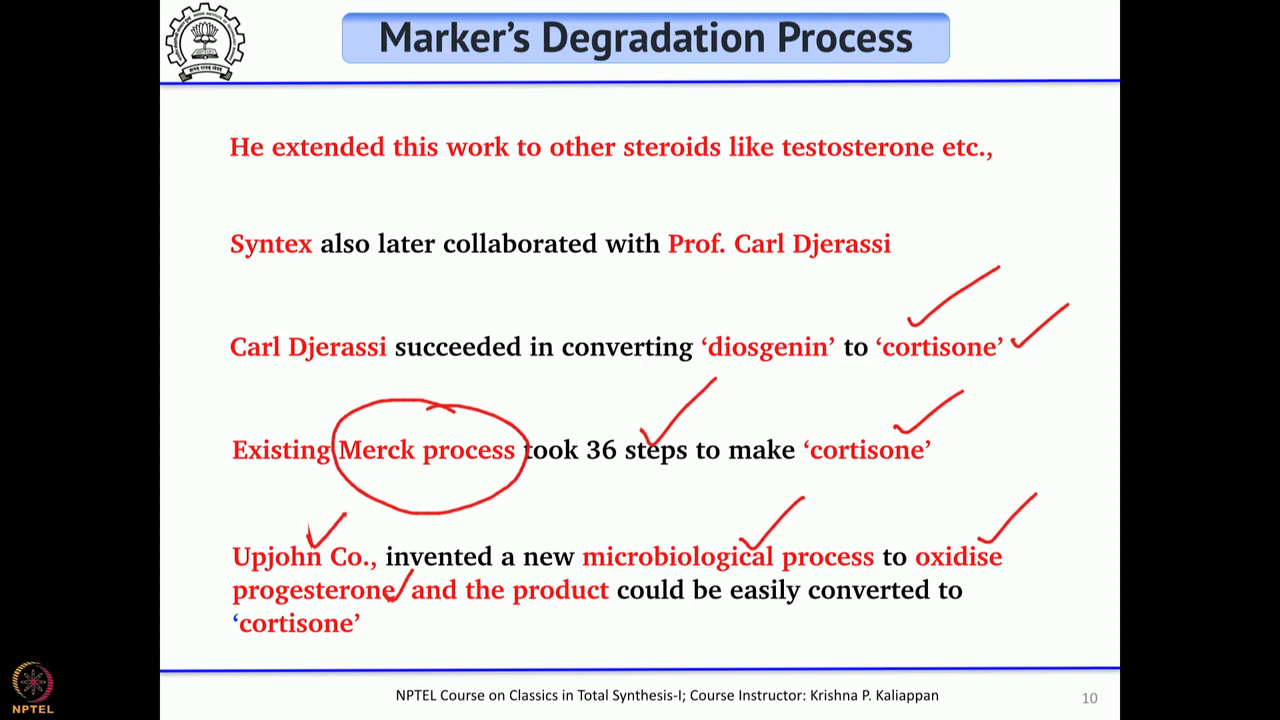 Marker's Degradation Process
He extended this work to other steroids like testosterone etc.,
Syntex also later collaborated with Prof. Carl Djerassi
Carl Djerassi succeeded in converting ‘diosgenin’ to ‘cortisone’
Existing Merck process took 36 steps to make ‘cortisone’
Upjohn Co., invented a new microbiological process to oxidise
progesterone and the product could be easily converted to
‘cortisone’
NPTEL
NPTEL Course on Classics in Total Synthesis-I; Course Instructor: Krishna P. Kaliappan
10